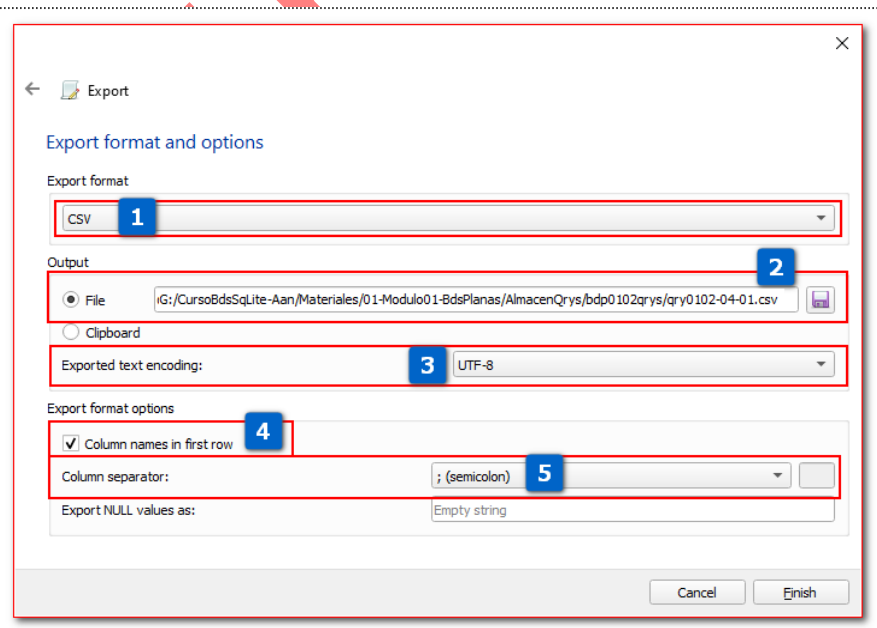 Export
Export format and options
Export format
CSV 1
Output
2
File G:/CursoBdsSqLite-Aan/Materiales/01-Modulo01-BdsPlanas/AlmacenQrys/bdp0102qrys/qry0102-04-01.csv
Clipboard
Exported text encoding: 3 UTF-8
Export format options
Column names in first row 4
Column separator: ; (semicolon) 5
Export NULL values as: Empty string
Cancel Finish